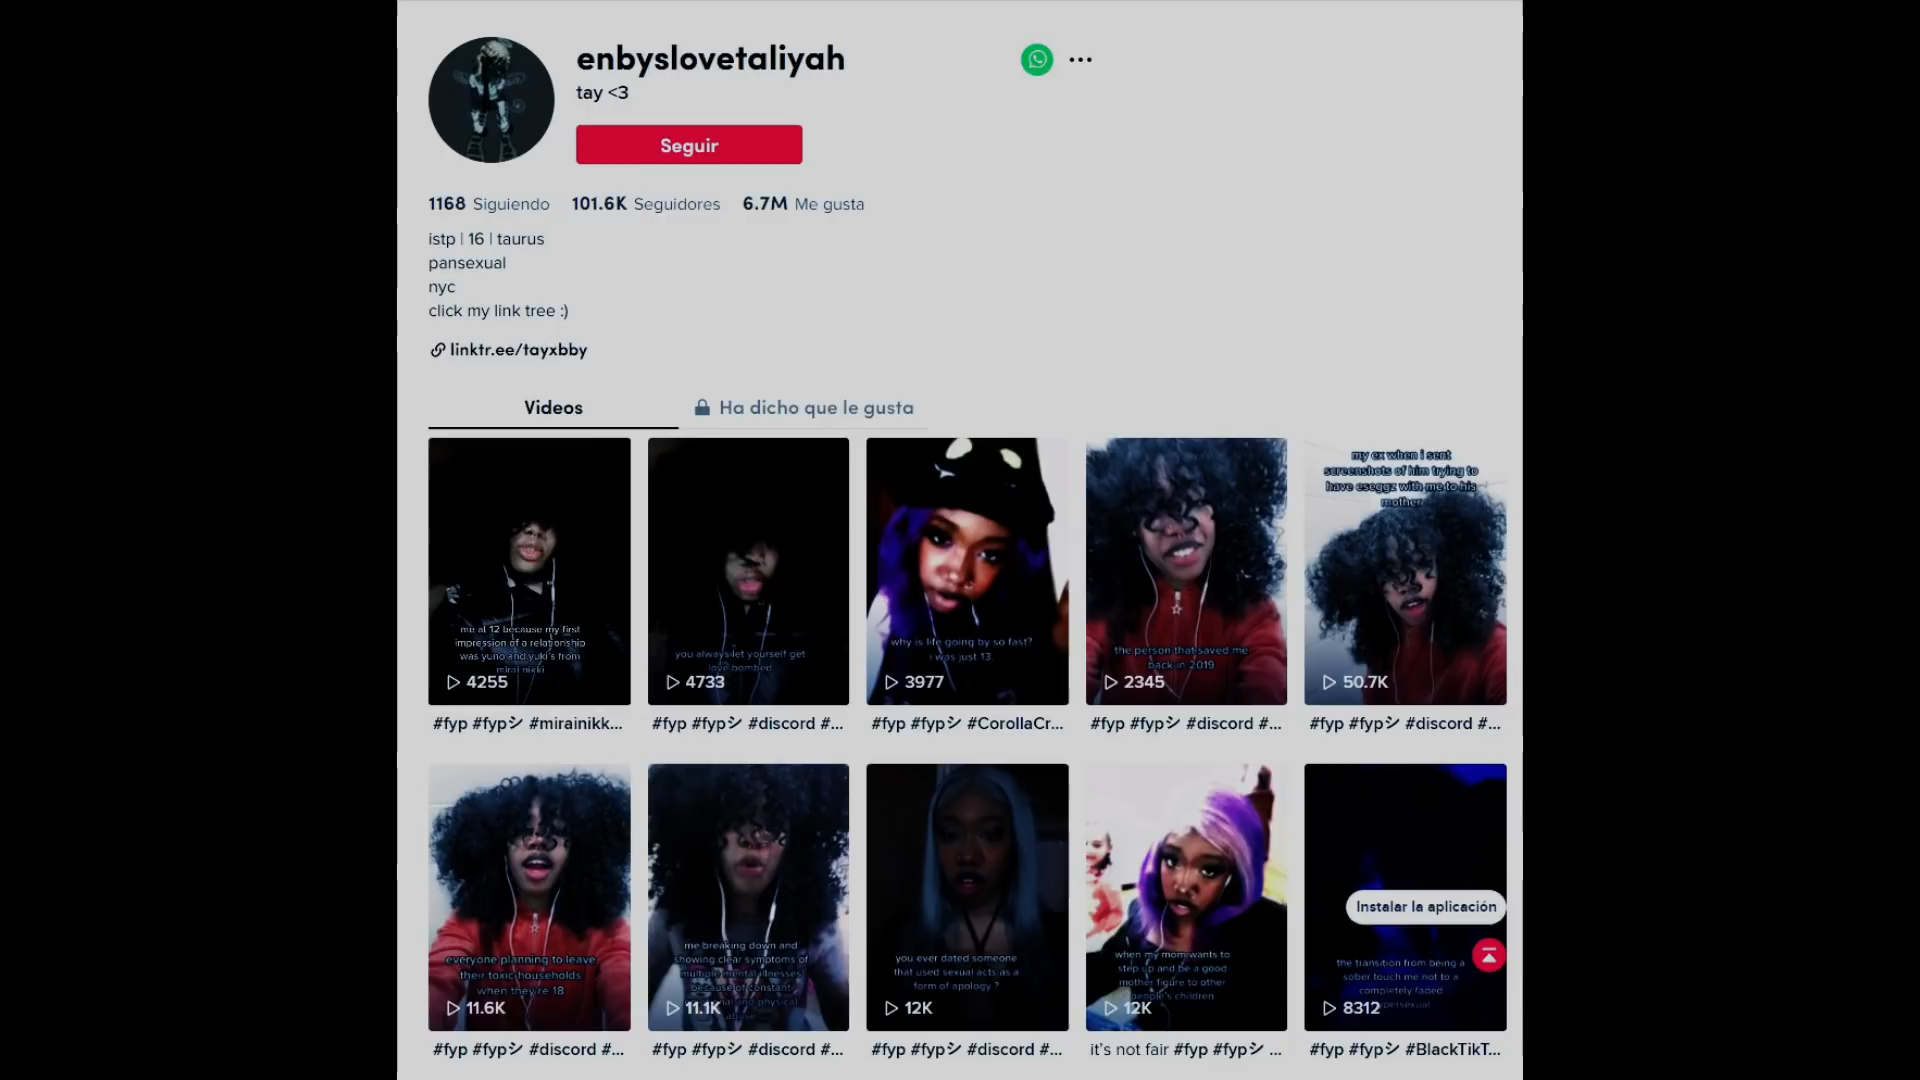 enbyslovetaliyah
tay <3
Seguir
1168 Siguiendo 101.6K Seguidores 6.7M Me gusta
istp | 16 | taurus
pansexual
nyc
click my link tree :)
linktr.ee/tayxbby
Videos
Ha dicho que le gusta
me at 12 because my first
impression of a relationship
was yuno and yuki's from
mirai nikki
4255
#fyp #fypシ #mirainikk...
you always let yourself get
love bombed
4733
#fyp #fypシ #discord #...
why is life going by so fast?
i was just 13.
3977
#fyp #fypシ #CorollaCr...
the person that saved me
back in 2019
2345
#fyp #fypシ #discord #...
my ex when i sent
screenshots of him trying to
have eseggz with me to his
mother
50.7K
#fyp #fypシ #discord #...
everyone planning to leave
their toxic households
when they're 18
11.6K
#fyp #fypシ #discord #...
me breaking down and
showing clear symptoms of
multiple mental illnesses
because of constant
and physical
abuse
11.1K
#fyp #fypシ #discord #...
you ever dated someone
that used sexual acts as a
form of apology ?
12K
#fyp #fypシ #discord #...
when my mom wants to
step up and be a good
mother figure to other
people's children
12K
it's not fair #fyp #fypシ ...
Instalar la aplicación
the transition from being a
sober touch me not to a
completely faded
8312
#fyp #fypシ #BlackTikT...